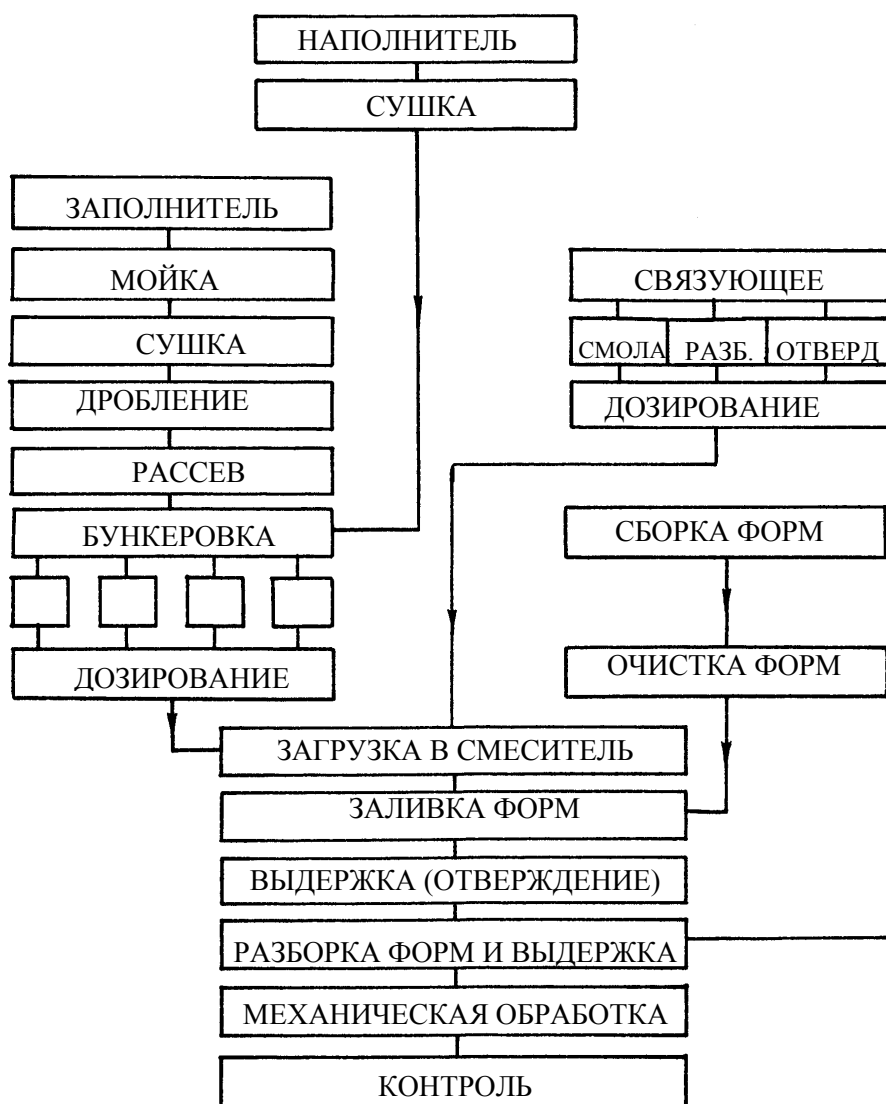 НАПОЛНИТЕЛЬ
СУШКА
ЗАПОЛНИТЕЛЬ
МОЙКА
СУШКА
ДРОБЛЕНИЕ
РАССЕВ
БУНКЕРОВКА
ДОЗИРОВАНИЕ
СВЯЗУЮЩЕЕ
СМОЛА РАЗБ. ОТВЕРД
ДОЗИРОВАНИЕ
СБОРКА ФОРМ
ОЧИСТКА ФОРМ
ЗАГРУЗКА В СМЕСИТЕЛЬ
ЗАЛИВКА ФОРМ
ВЫДЕРЖКА (ОТВЕРЖДЕНИЕ)
РАЗБОРКА ФОРМ И ВЫДЕРЖКА
МЕХАНИЧЕСКАЯ ОБРАБОТКА
КОНТРОЛЬ